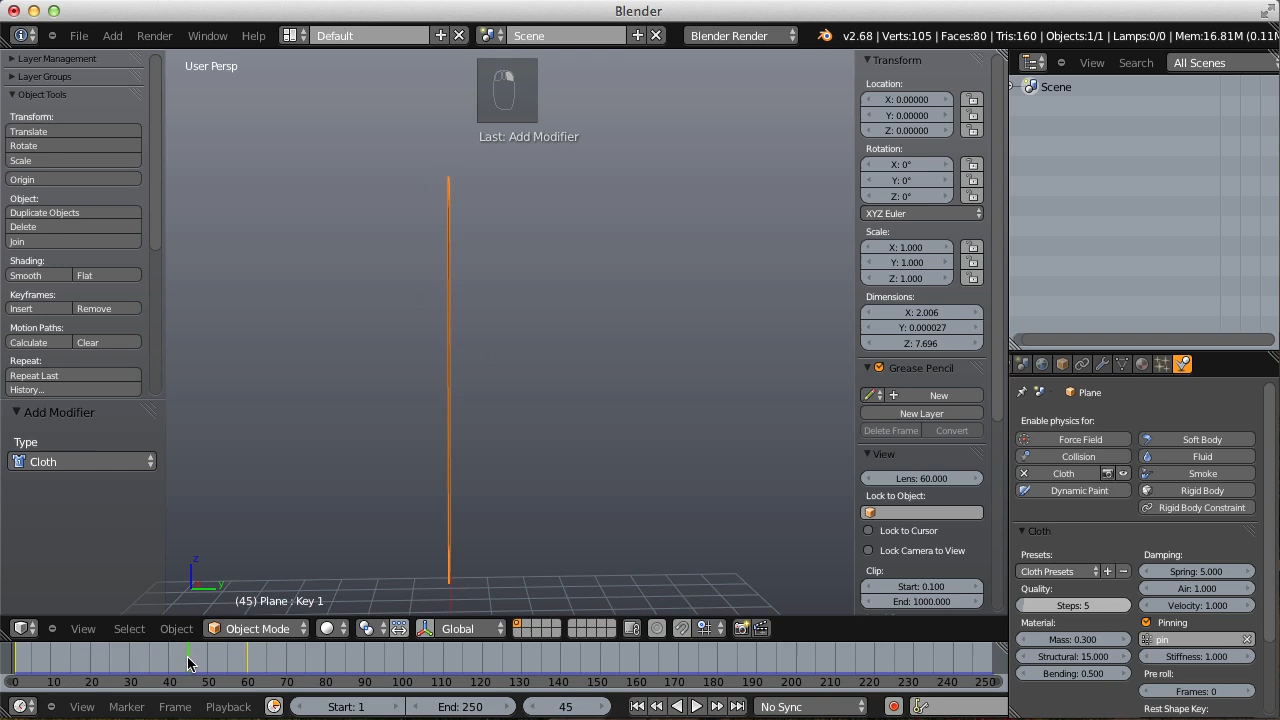 Blender
File Add Render Window Help Default Scene Blender Render v2.68 | Verts:105 | Faces:80 | Tris:160 | Objects:1/1 | Lamps:0/0 | Mem:16.81M (0.11M
Layer Management
Layer Groups
Object Tools
Transform:
Translate
Rotate
Scale
Origin
Object:
Duplicate Objects
Delete
Join
Shading:
Smooth Flat
Keyframes:
Insert Remove
Motion Paths:
Calculate Clear
Repeat:
Repeat Last
History...
Add Modifier
Type
Cloth
User Persp
Last: Add Modifier
z
y
(45) Plane : Key 1
Transform
Location:
X: 0.00000
Y: 0.00000
Z: 0.00000
Rotation:
X: 0°
Y: 0°
Z: 0°
XYZ Euler
Scale:
X: 1.000
Y: 1.000
Z: 1.000
Dimensions:
X: 2.006
Y: 0.000027
Z: 7.696
Grease Pencil
New
New Layer
Delete Frame Convert
View
Lens: 60.000
Lock to Object:
Lock to Cursor
Lock Camera to View
Clip:
Start: 0.100
End: 1000.000
View Search All Scenes
Scene
Plane
Enable physics for:
Force Field Soft Body
Collision Fluid
Cloth Smoke
Dynamic Paint Rigid Body
Rigid Body Constraint
Cloth
Presets: Damping:
Cloth Presets Spring: 5.000
Quality: Air: 1.000
Steps: 5 Velocity: 1.000
Material: Pinning
Mass: 0.300 pin
Structural: 15.000 Stiffness: 1.000
Bending: 0.500 Pre roll:
Frames: 0
Rest Shape Key:
View Select Object Object Mode Global
0 10 20 30 40 50 60 70 80 90 100 110 120 130 140 150 160 170 180 190 200 210 220 230 240 250
View Marker Frame Playback Start: 1 End: 250 45 No Sync